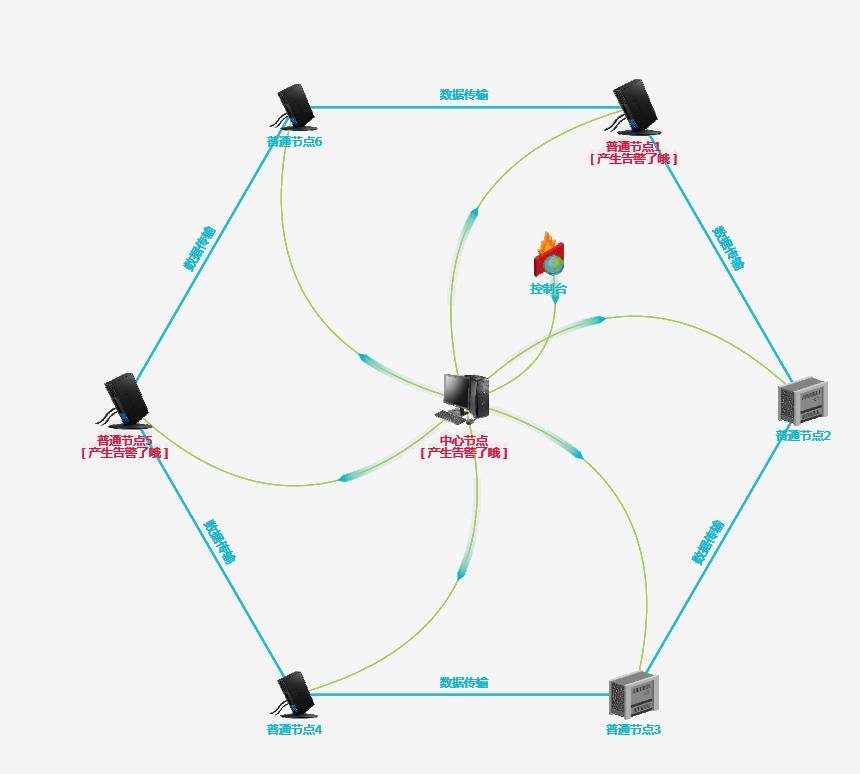 数据传输
普通节点6
普通节点1
[ 产生告警了哦 ]
数据传输
数据传输
控制台
普通节点5
[ 产生告警了哦 ]
中心节点
[ 产生告警了哦 ]
普通节点2
数据传输
数据传输
数据传输
普通节点4
普通节点3